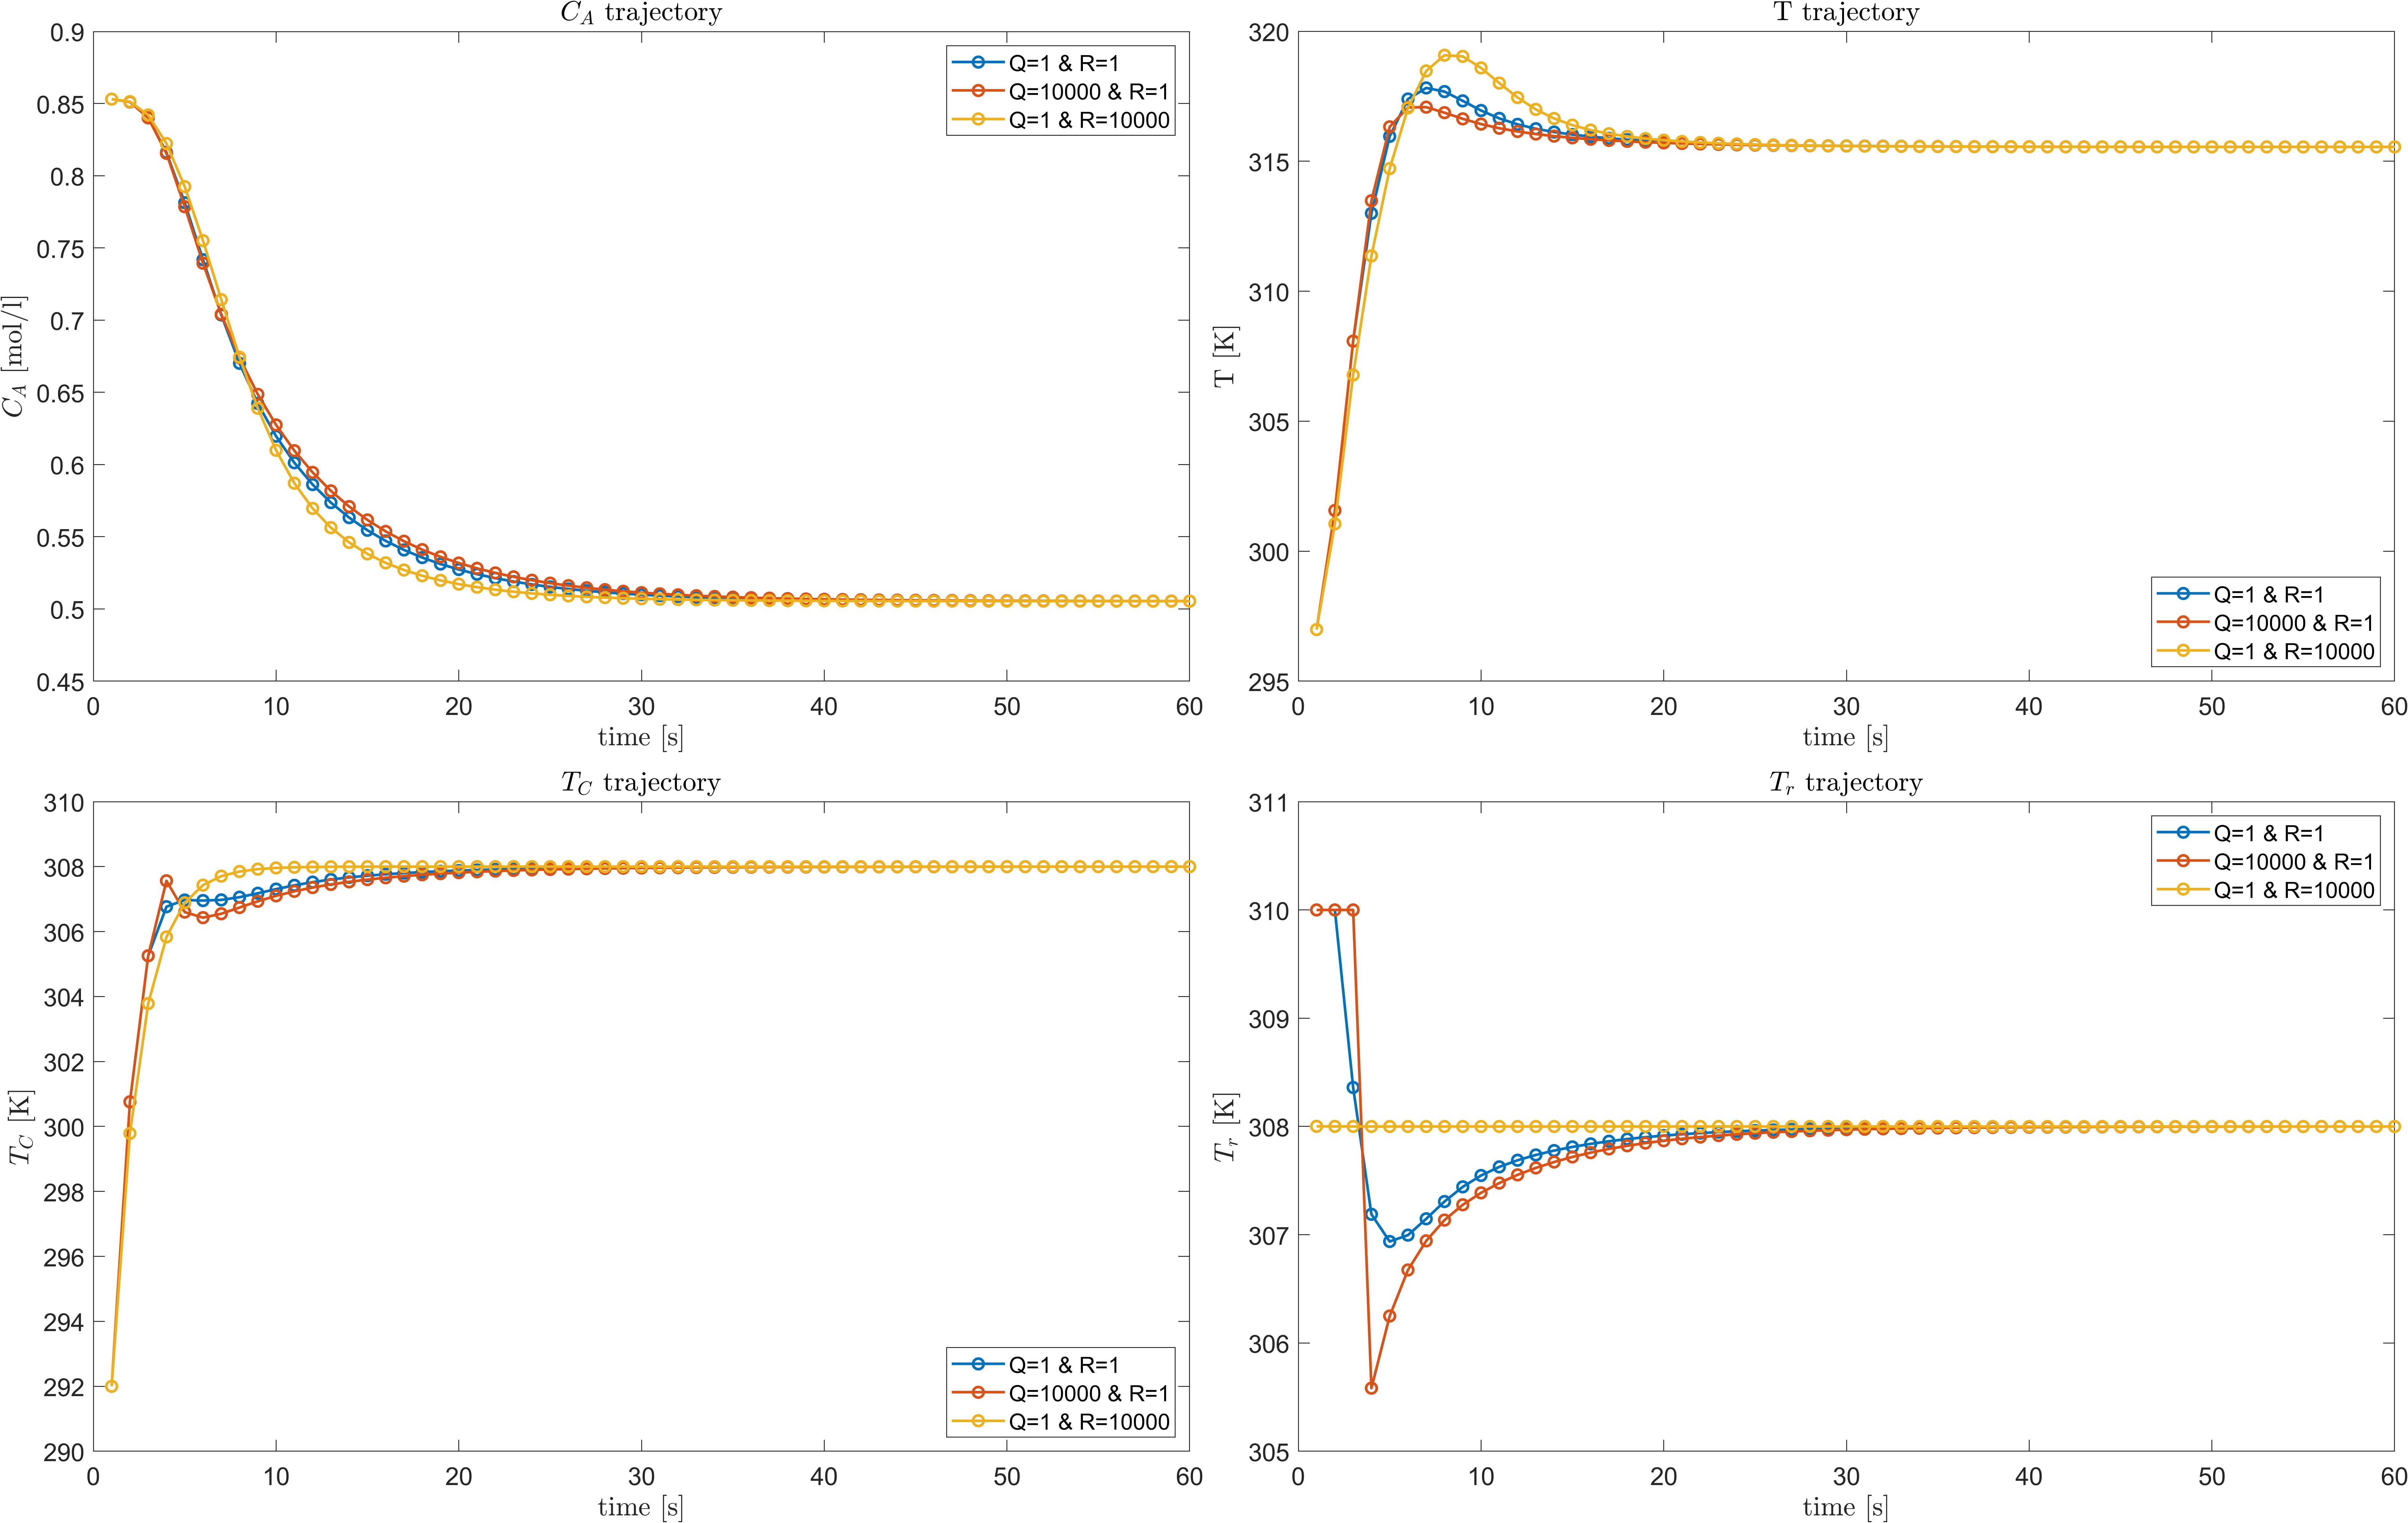 C_A trajectory
0.9
0.85
0.8
0.75
0.7
0.65
0.6
0.55
0.5
0.45
C_A [mol/l]
Q=1 & R=1
Q=10000 & R=1
Q=1 & R=10000
0 10 20 30 40 50 60
time [s]
T trajectory
320
315
310
305
300
295
T [K]
Q=1 & R=1
Q=10000 & R=1
Q=1 & R=10000
0 10 20 30 40 50 60
time [s]
T_C trajectory
310
308
306
304
302
300
298
296
294
292
290
T_C [K]
Q=1 & R=1
Q=10000 & R=1
Q=1 & R=10000
0 10 20 30 40 50 60
time [s]
T_r trajectory
311
310
309
308
307
306
305
T_r [K]
Q=1 & R=1
Q=10000 & R=1
Q=1 & R=10000
0 10 20 30 40 50 60
time [s]